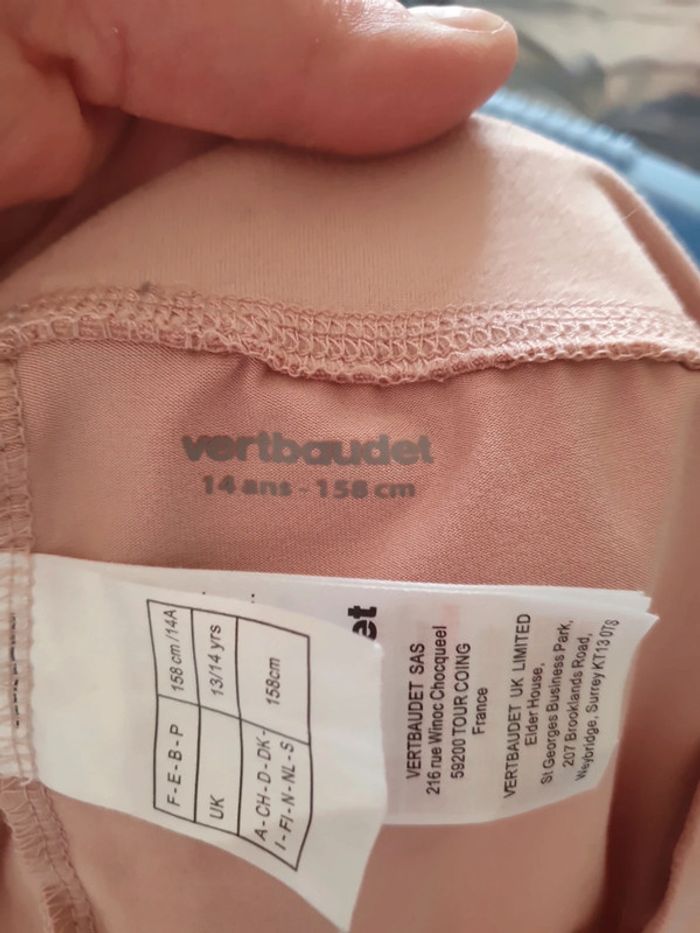 vertbaudet
14 ans - 158 cm
F - E - B - P 158 cm /14A
UK 13/14 yrs
A - CH - D - DK -
I - FI - N - NL - S 158cm
et
VERTBAUDET SAS
216 rue Winoc Chocqueel
59200 TOURCOING
France
VERTBAUDET UK LIMITED
Elder House,
St Georges Business Park,
207 Brooklands Road,
Weybridge, Surrey KT13 0TS